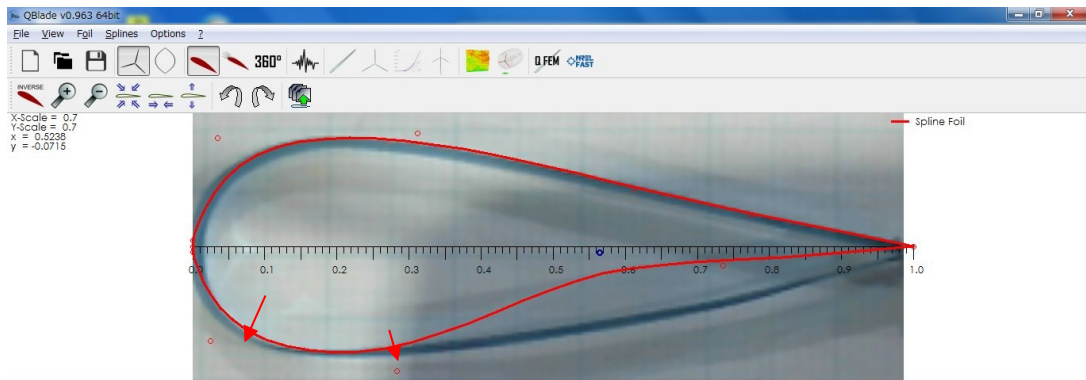 QBlade v0.963 64bit
File View Foil Splines Options ?
360° Q FEM NREL FAST
INVERSE
X-Scale = 0.7
Y-Scale = 0.7
x = 0.5238
y = -0.0715
Spline Foil
0.0 0.1 0.2 0.3 0.4 0.5 0.6 0.7 0.8 0.9 1.0